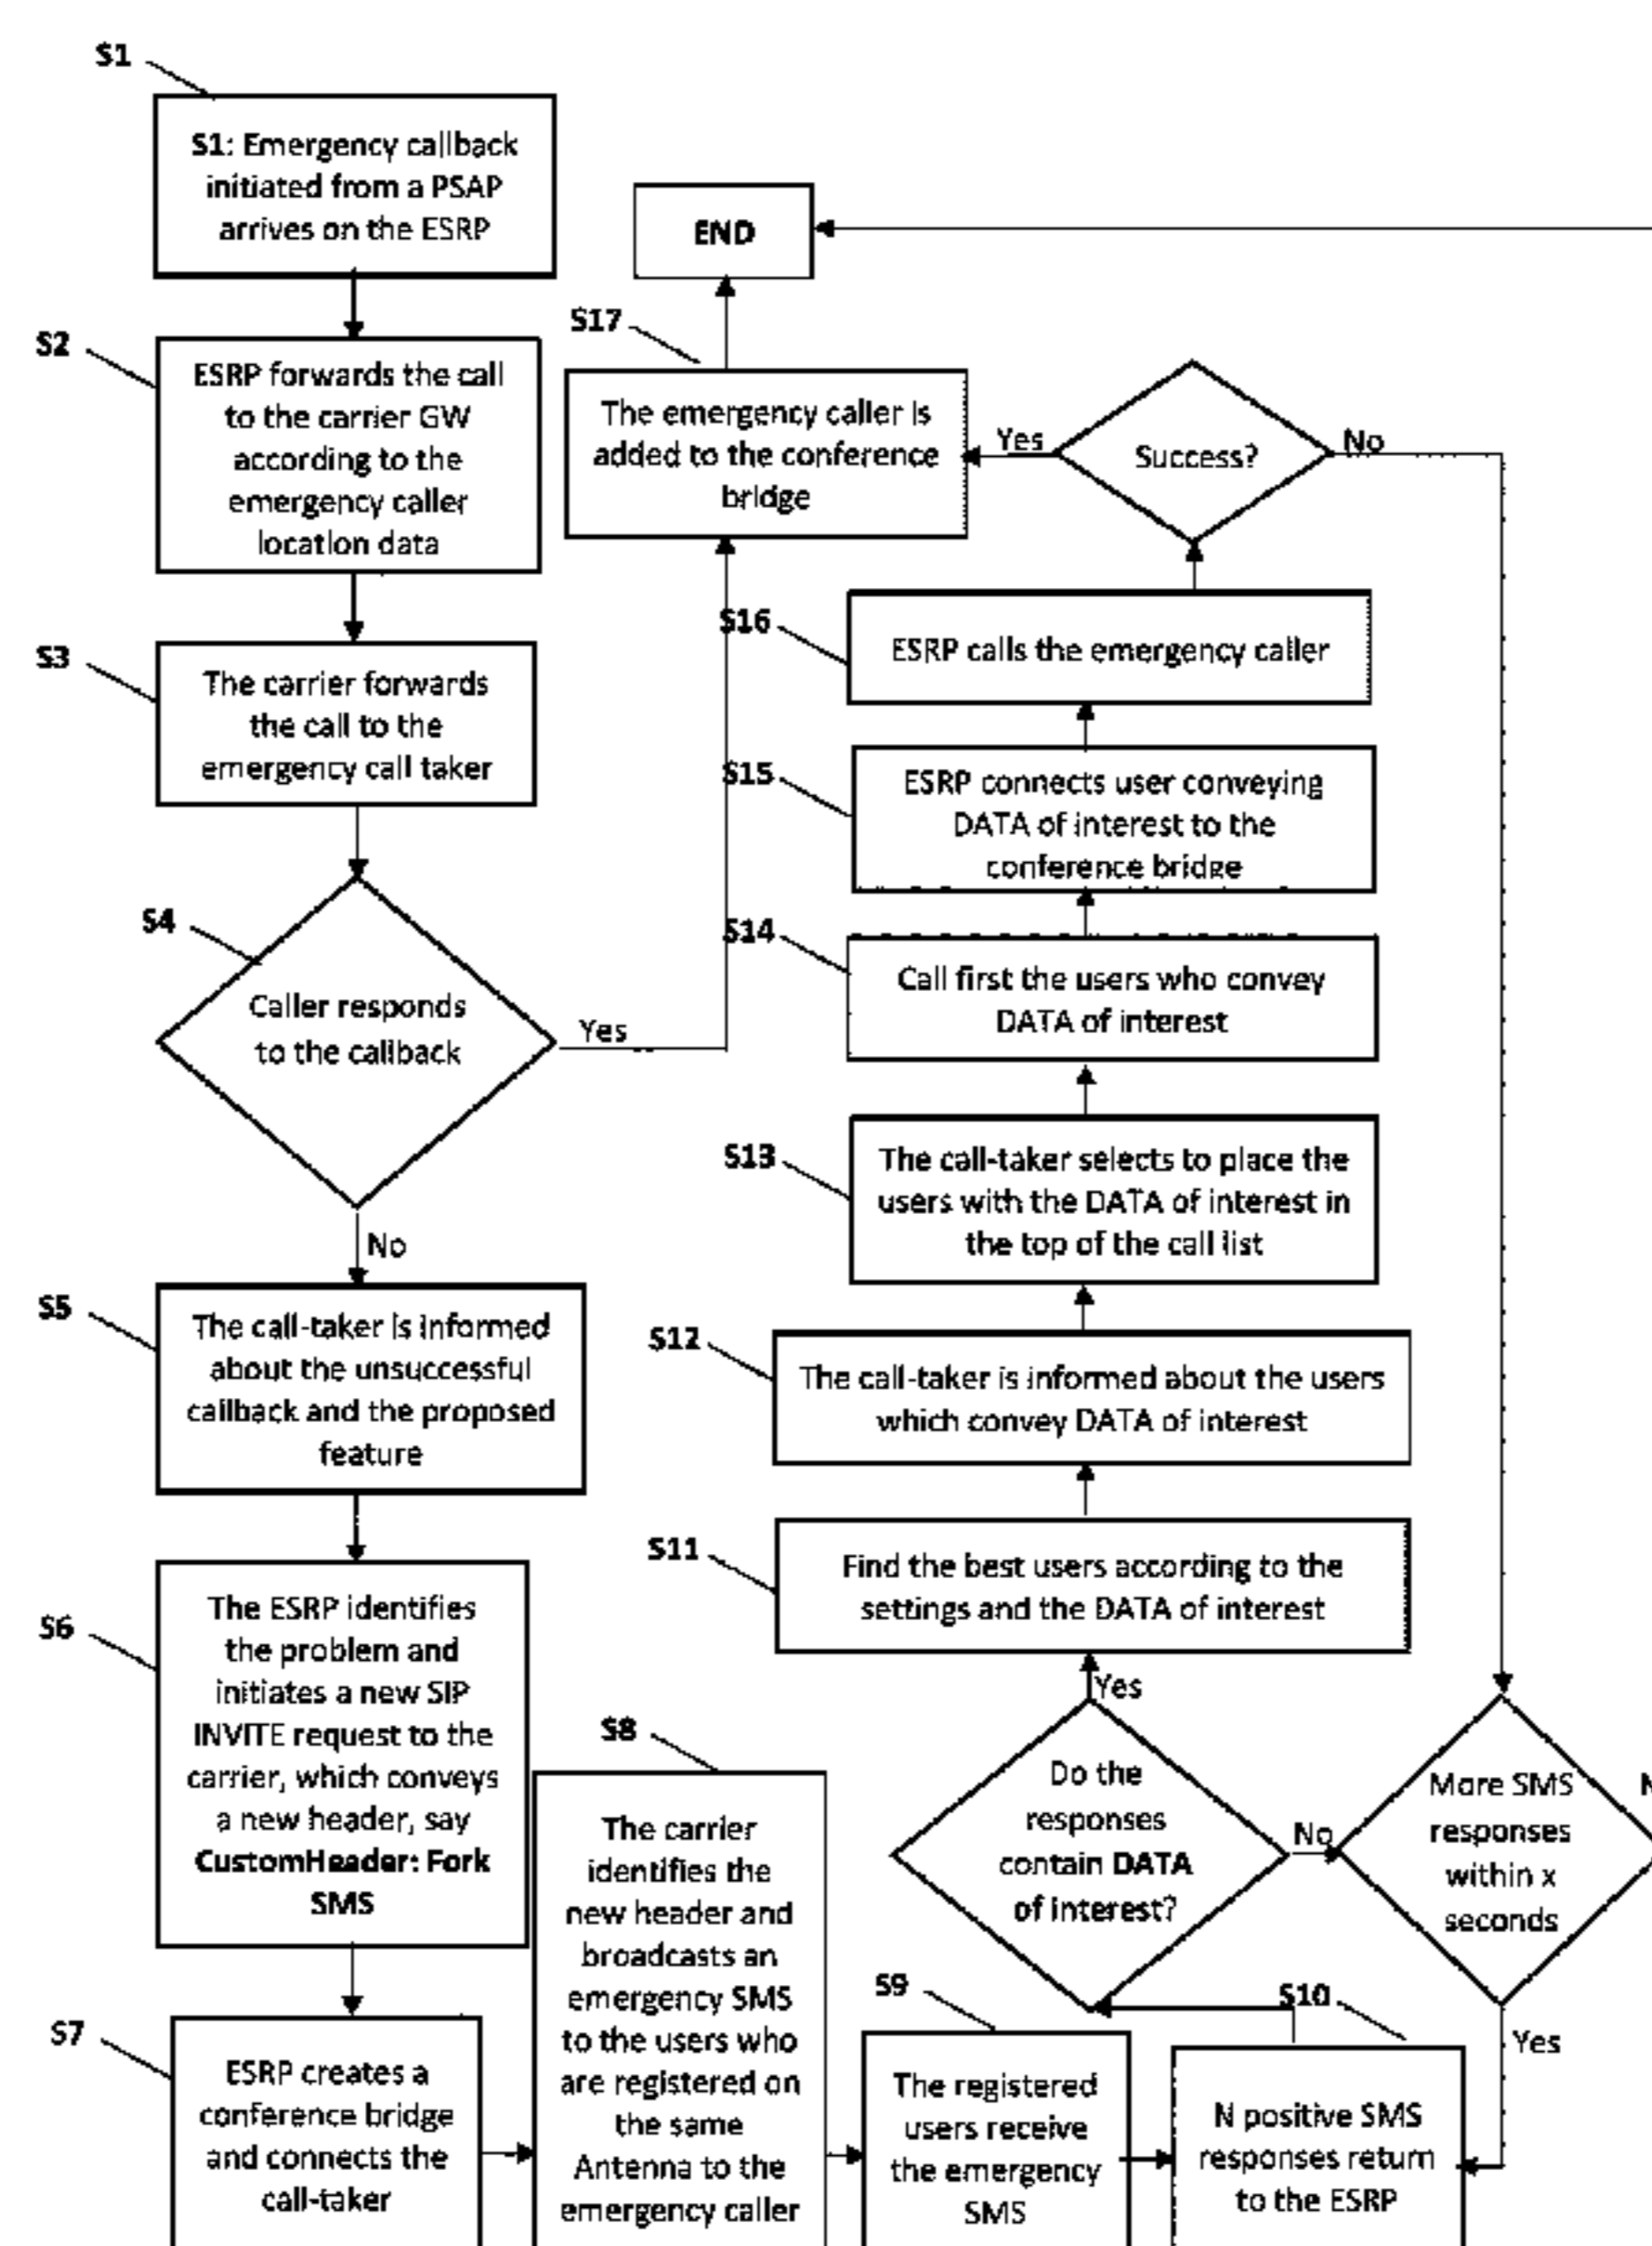 S1
S1: Emergency callback
initiated from a PSAP
arrives on the ESRP
S2
ESRP forwards the call
to the carrier GW
according to the
emergency caller
location data
S3
The carrier forwards
the call to the
emergency call taker
S4
Caller responds
to the callback
Yes
No
S5
The call-taker is informed
about the unsuccessful
callback and the proposed
feature
S6
The ESRP identifies
the problem and
initiates a new SIP
INVITE request to the
carrier, which conveys
a new header, say
CustomHeader: Fork
SMS
S7
ESRP creates a
conference bridge
and connects the
call-taker
S8
The carrier
identifies the
new header and
broadcasts an
emergency SMS
to the users who
are registered on
the same
Antenna to the
emergency caller
S9
The registered
users receive
the emergency
SMS
S10
N positive SMS
responses return
to the ESRP
Do the
responses
contain DATA
of interest?
Yes
No
More SMS
responses
within x
seconds
N
Yes
S11
Find the best users according to the
settings and the DATA of interest
S12
The call-taker is informed about the users
which convey DATA of interest
S13
The call-taker selects to place the
users with the DATA of interest in
the top of the call list
S14
Call first the users who convey
DATA of interest
S15
ESRP connects user conveying
DATA of interest to the
conference bridge
S16
ESRP calls the emergency caller
Success?
Yes
No
S17
The emergency caller is
added to the conference
bridge
END